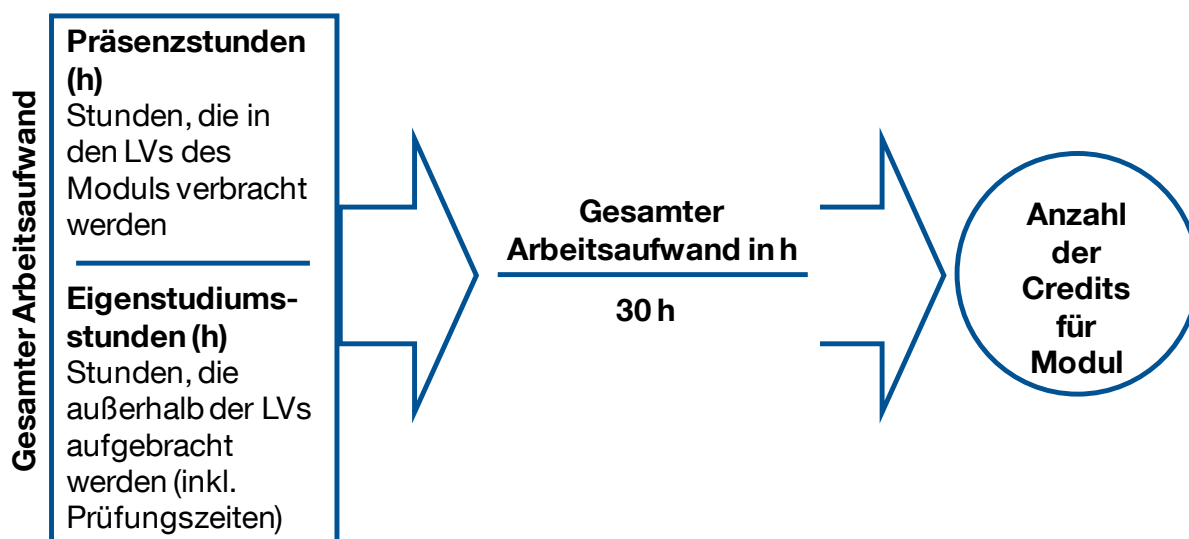 Gesamter Arbeitsaufwand
Präsenzstunden
(h)
Stunden, die in
den LVs des
Moduls verbracht
werden
Eigenstudiums-
stunden (h)
Stunden, die
außerhalb der LVs
aufgebracht
werden (inkl.
Prüfungszeiten)
Gesamter
Arbeitsaufwand in h
30 h
Anzahl
der
Credits
für
Modul